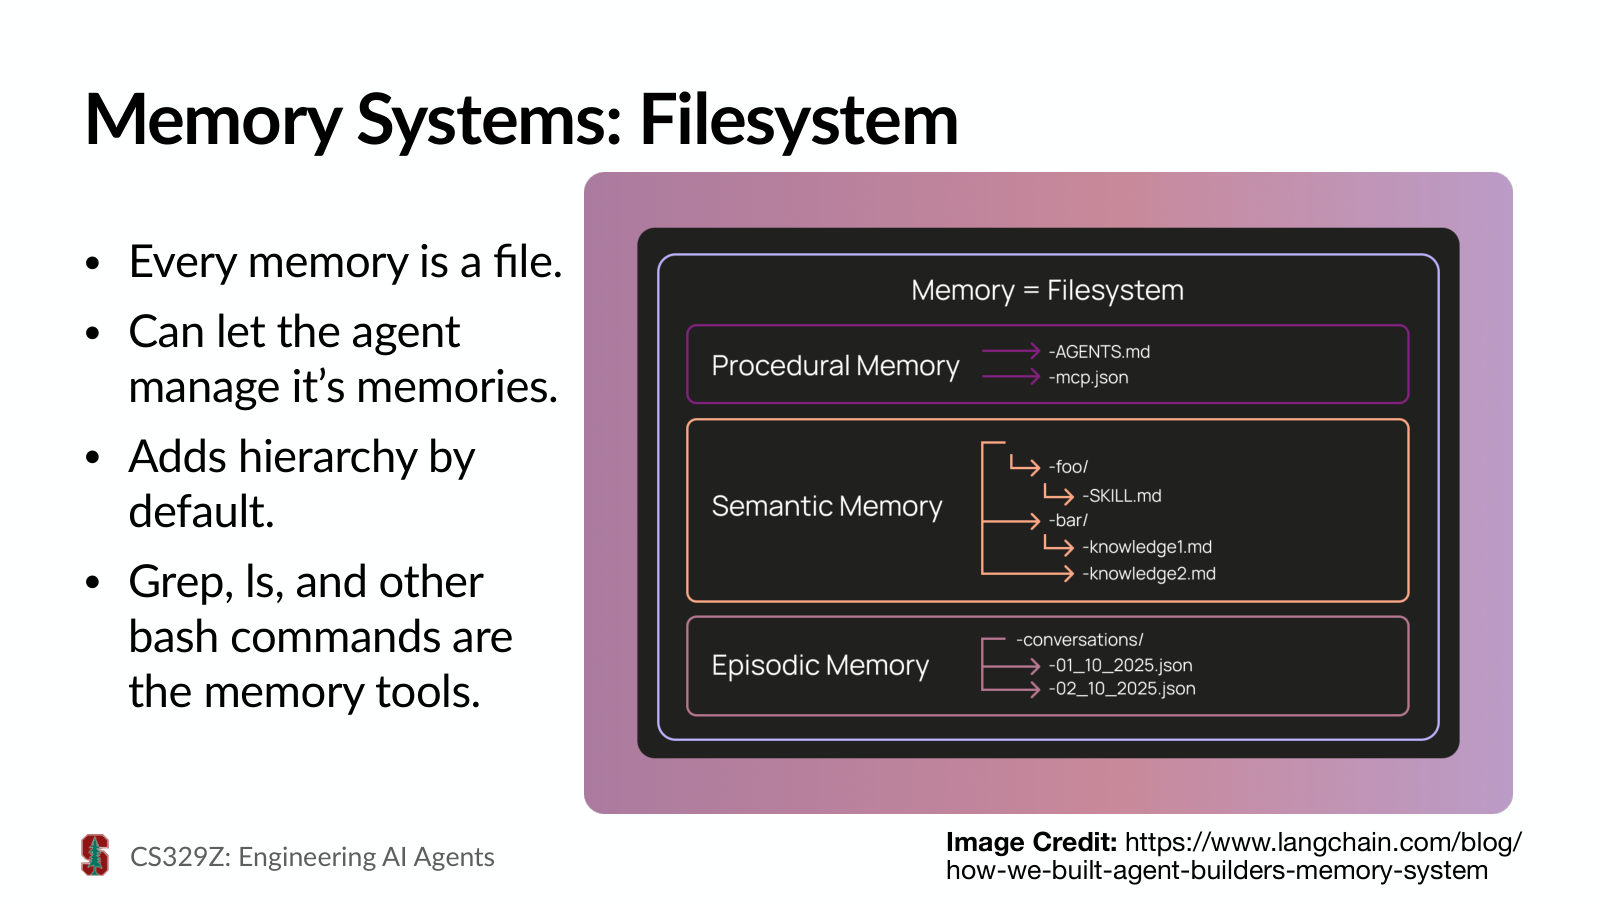 Memory Systems: Filesystem
• Every memory is a file.
• Can let the agent
manage it’s memories.
• Adds hierarchy by
default.
• Grep, ls, and other
bash commands are
the memory tools.
Memory = Filesystem
Procedural Memory
-AGENTS.md
-mcp.json
Semantic Memory
-foo/
-SKILL.md
-bar/
-knowledge1.md
-knowledge2.md
Episodic Memory
-conversations/
-01_10_2025.json
-02_10_2025.json
CS329Z: Engineering AI Agents
Image Credit: https://www.langchain.com/blog/
how-we-built-agent-builders-memory-system